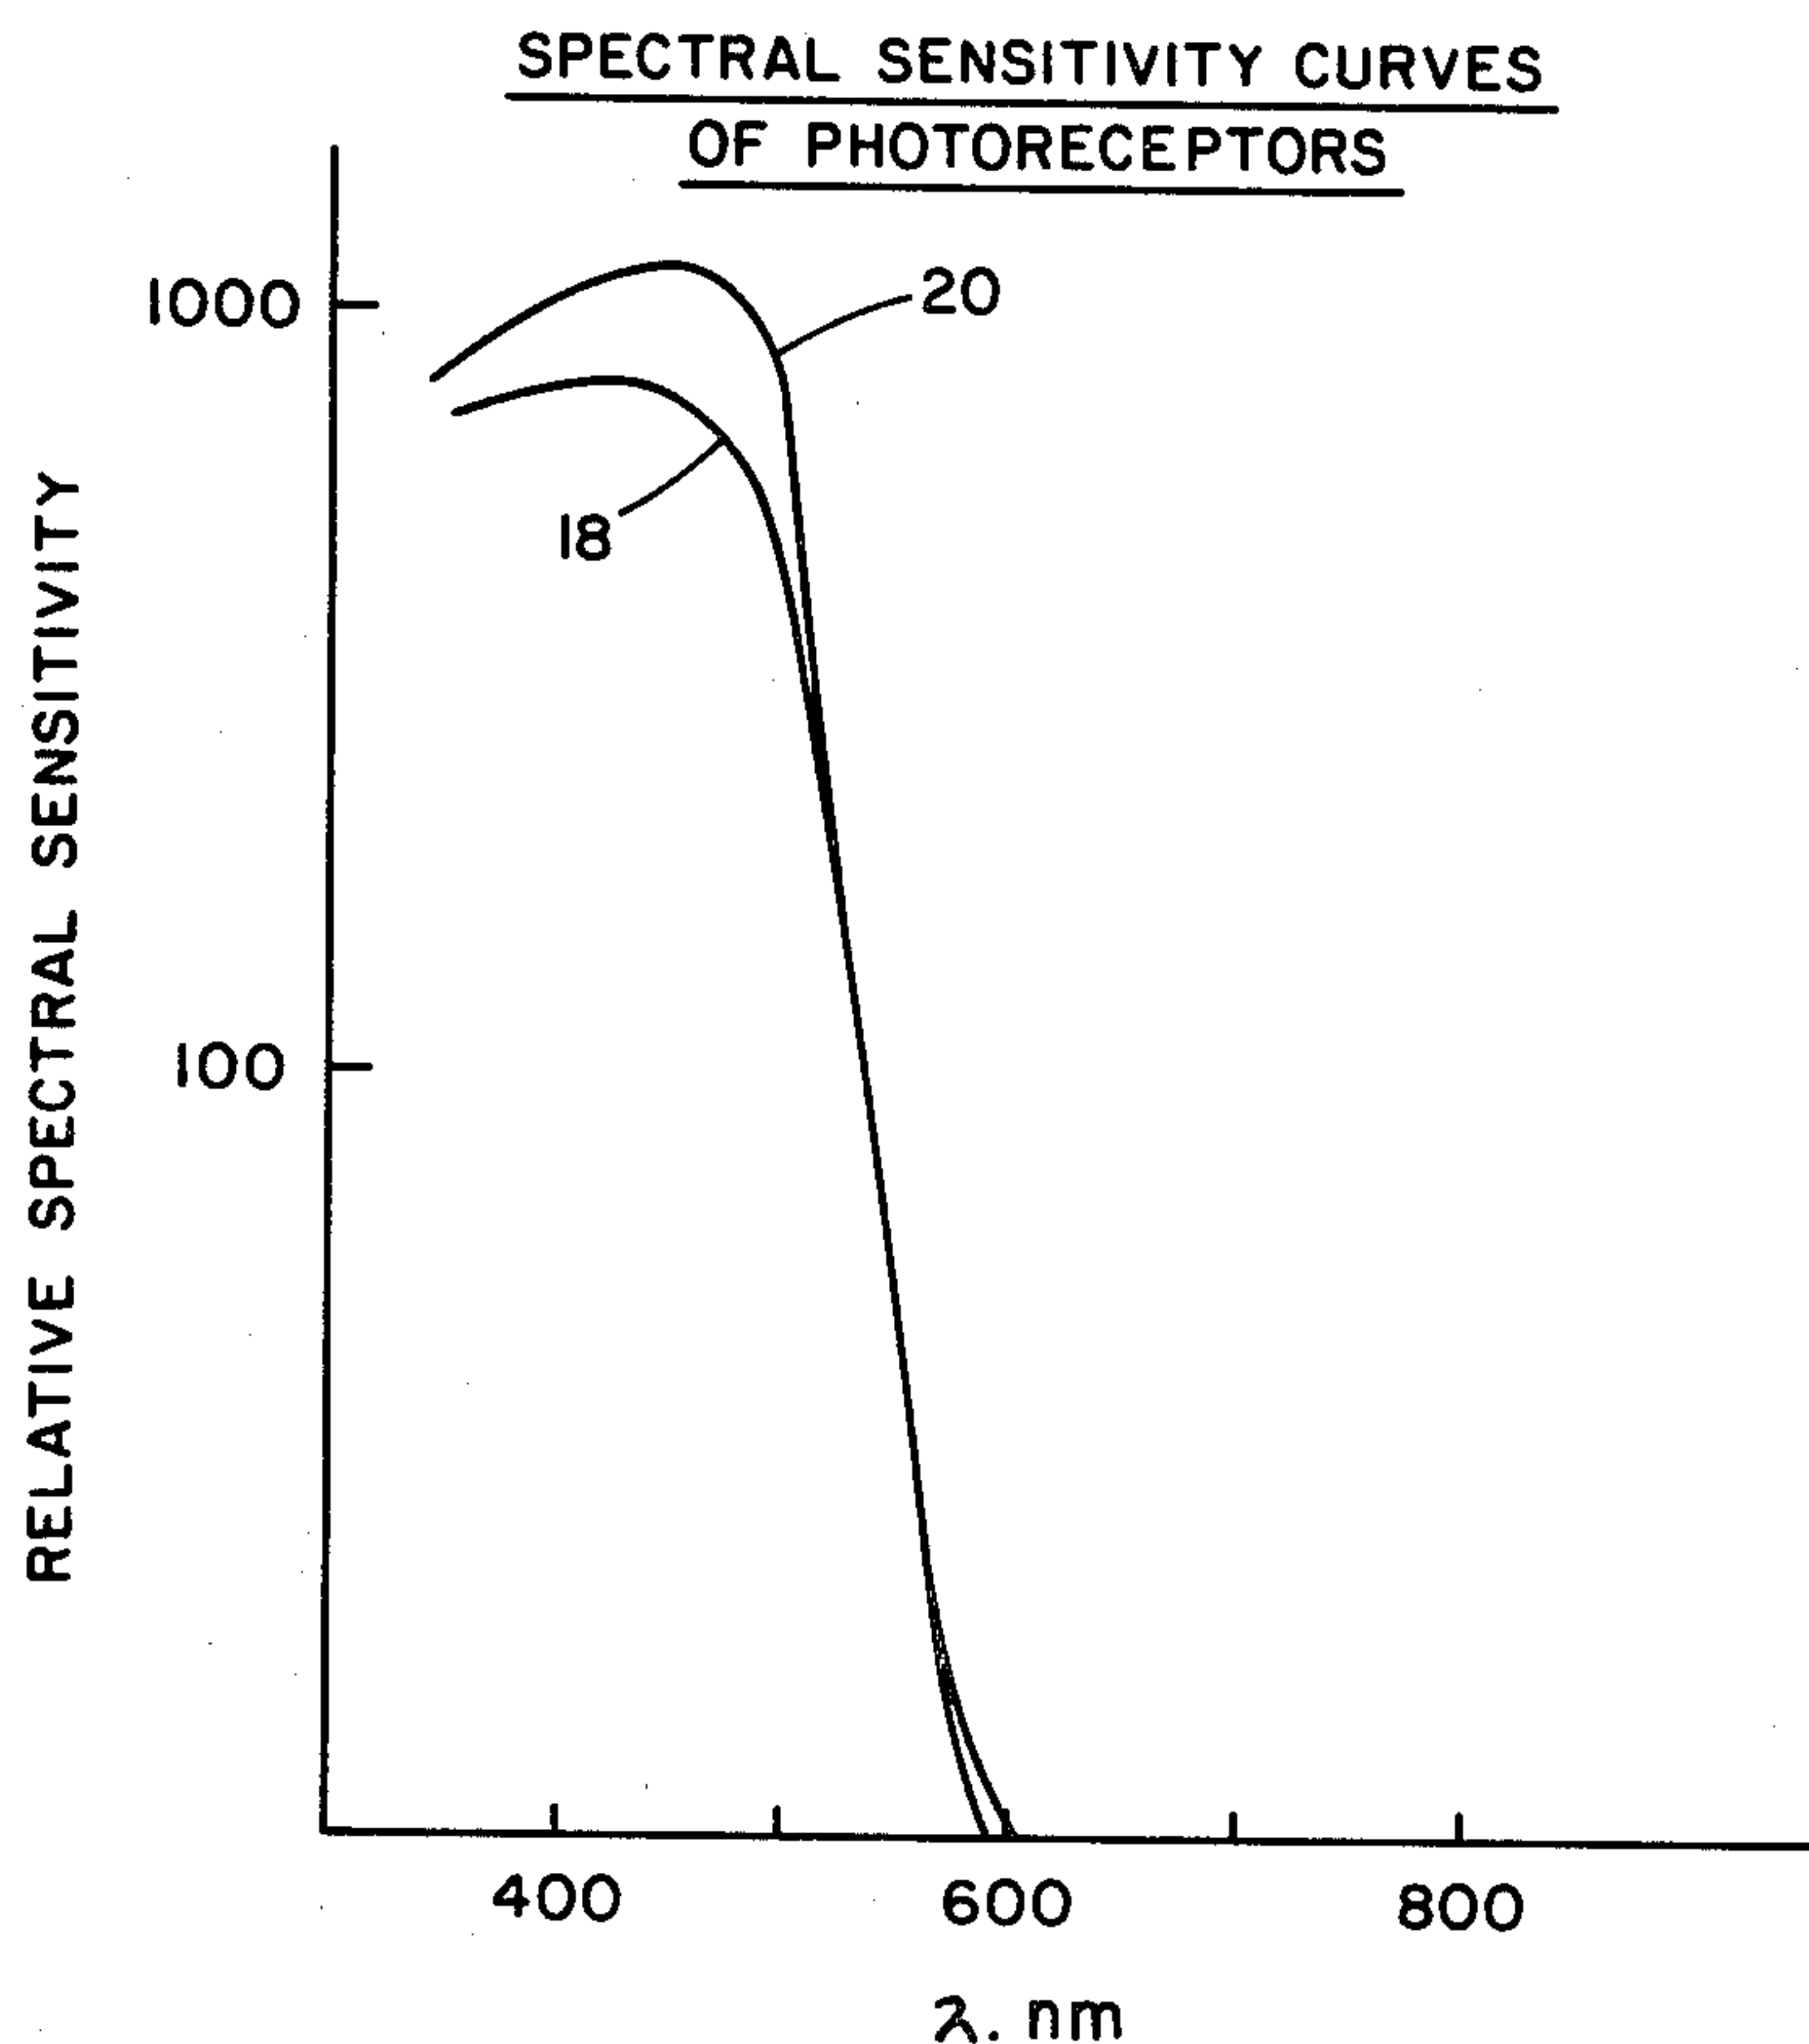 SPECTRAL SENSITIVITY CURVES
OF PHOTORECEPTORS
1000
20
18
RELATIVE SPECTRAL SENSITIVITY
100
400
600
800
λ. nm